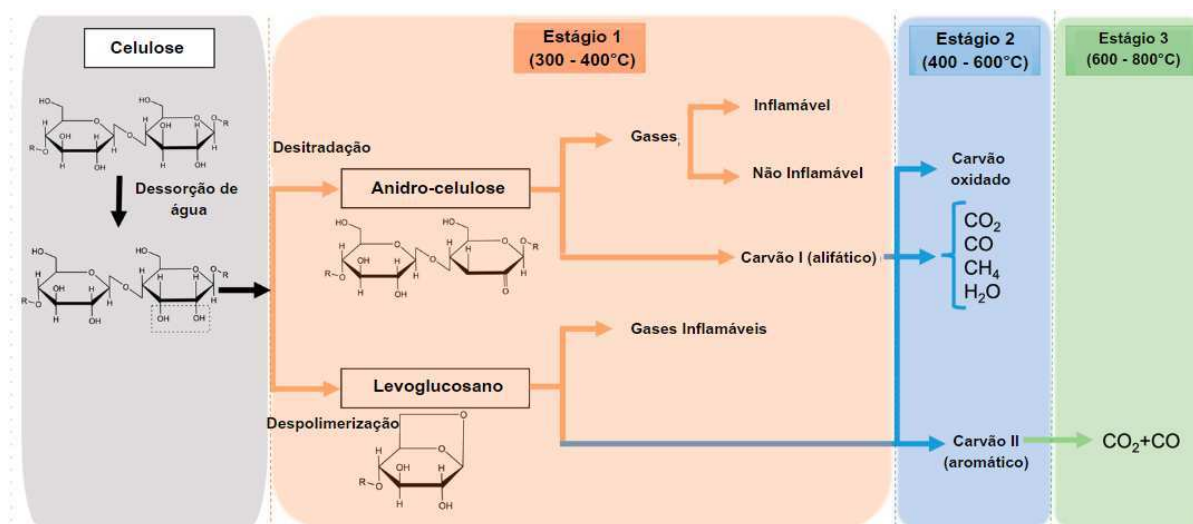 Celulose
Dessorção de
água
Estágio 1
(300 - 400°C)
Desitradação
Anidro-celulose
Gases
Inflamável
Não Inflamável
Carvão I (alifático)
Levoglucosano
Despolimerização
Gases Inflamáveis
Estágio 2
(400 - 600°C)
Carvão
oxidado
CO₂
CO
CH₄
H₂O
Carvão II
(aromático)
Estágio 3
(600 - 800°C)
CO₂+CO